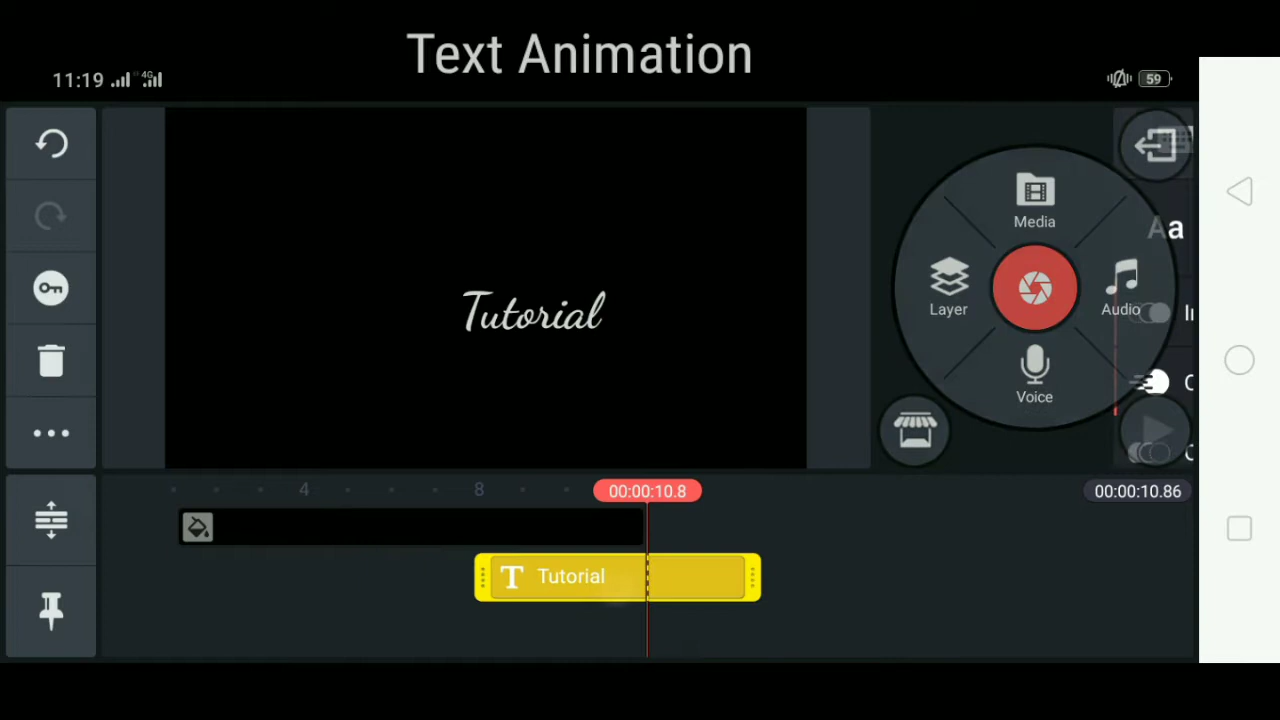 Text Animation
11:19
4G
59
Media
Aa
Layer
Audio
Voice
4
8
00:00:10.8
00:00:10.86
Tutorial
T Tutorial